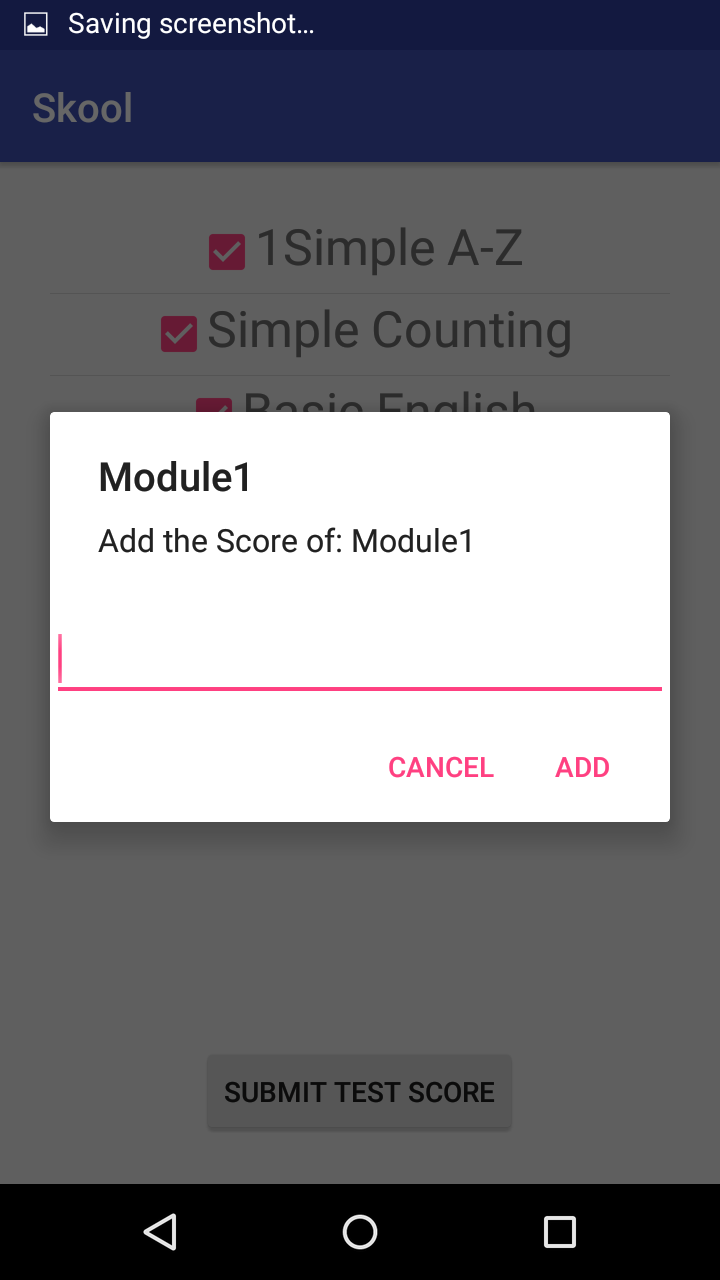 Saving screenshot...
Skool
1Simple A-Z
Simple Counting
Basic English
Module1
Add the Score of: Module1
CANCEL ADD
SUBMIT TEST SCORE